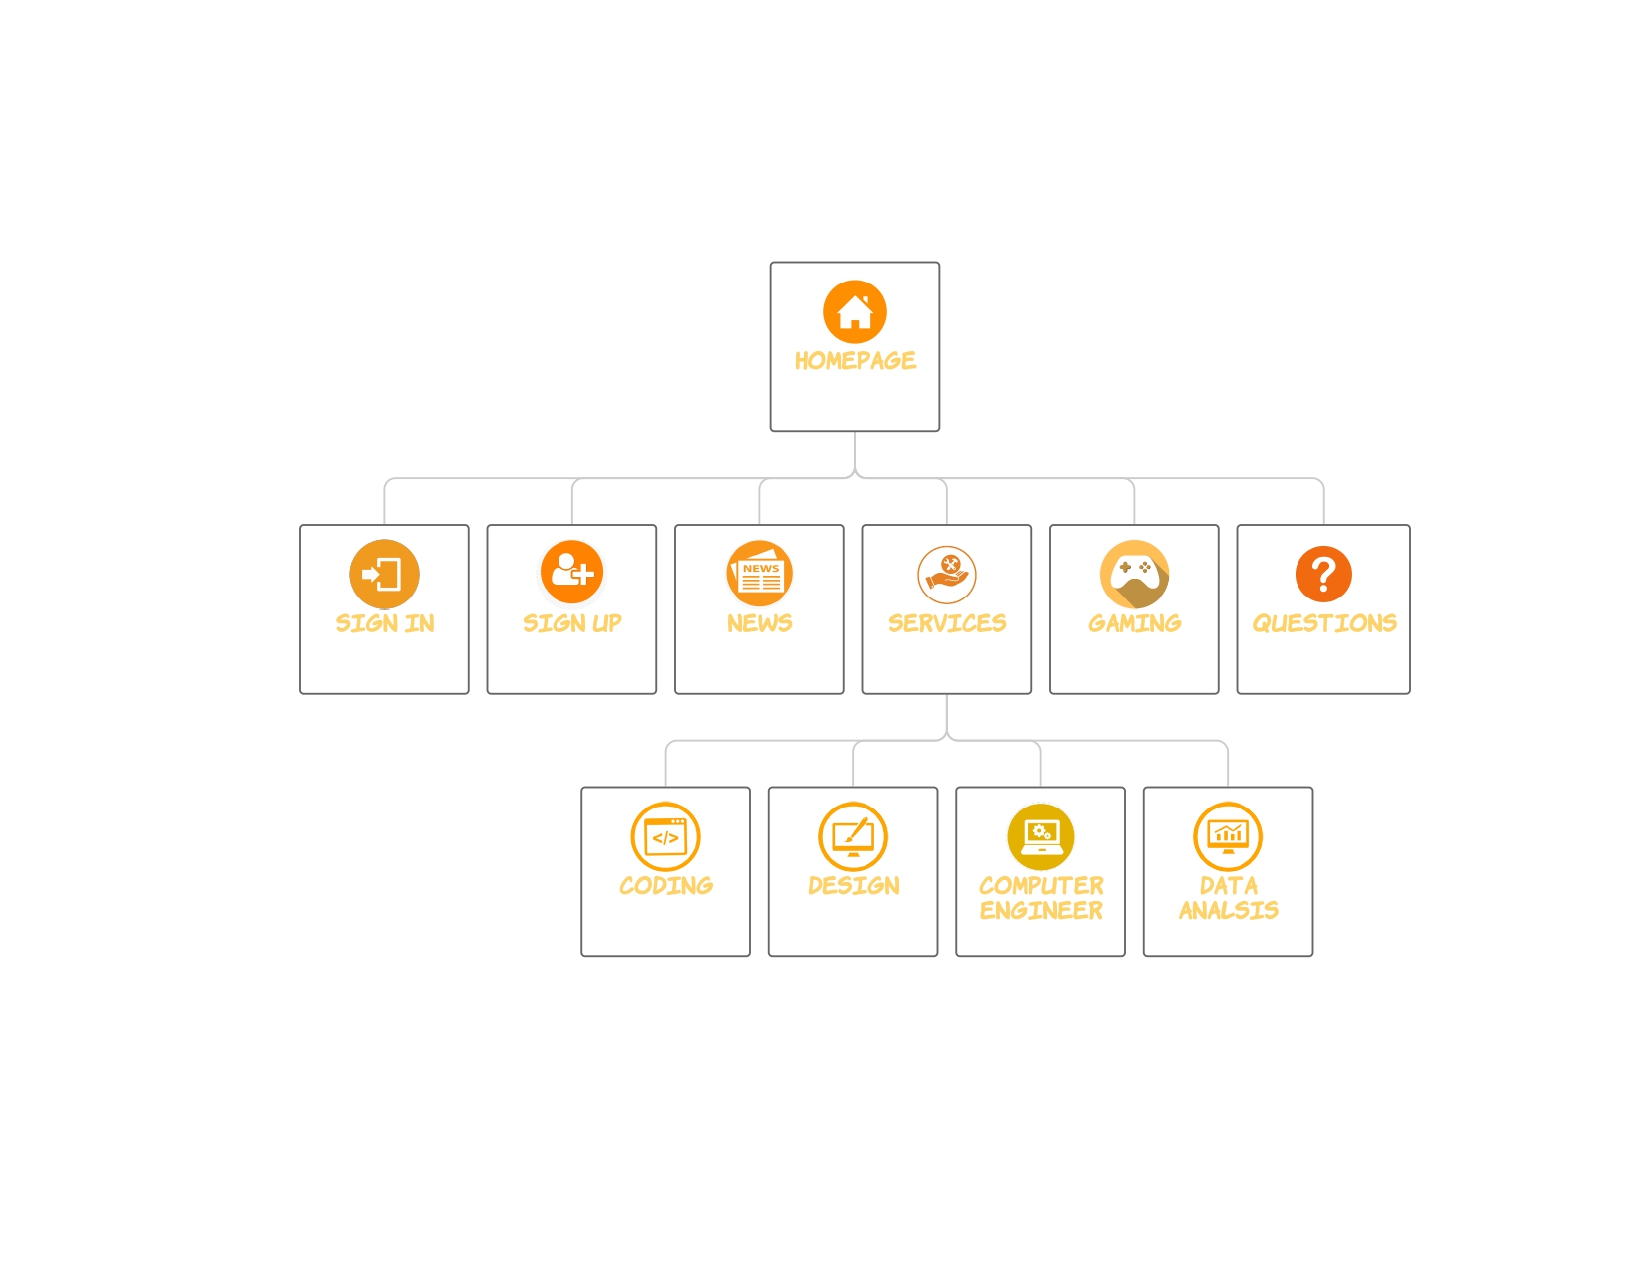 HOMEPAGE
SIGN IN
SIGN UP
NEWS
NEWS
SERVICES
GAMING
?
QUESTIONS
</>
CODING
DESIGN
COMPUTER
ENGINEER
DATA
ANALSIS